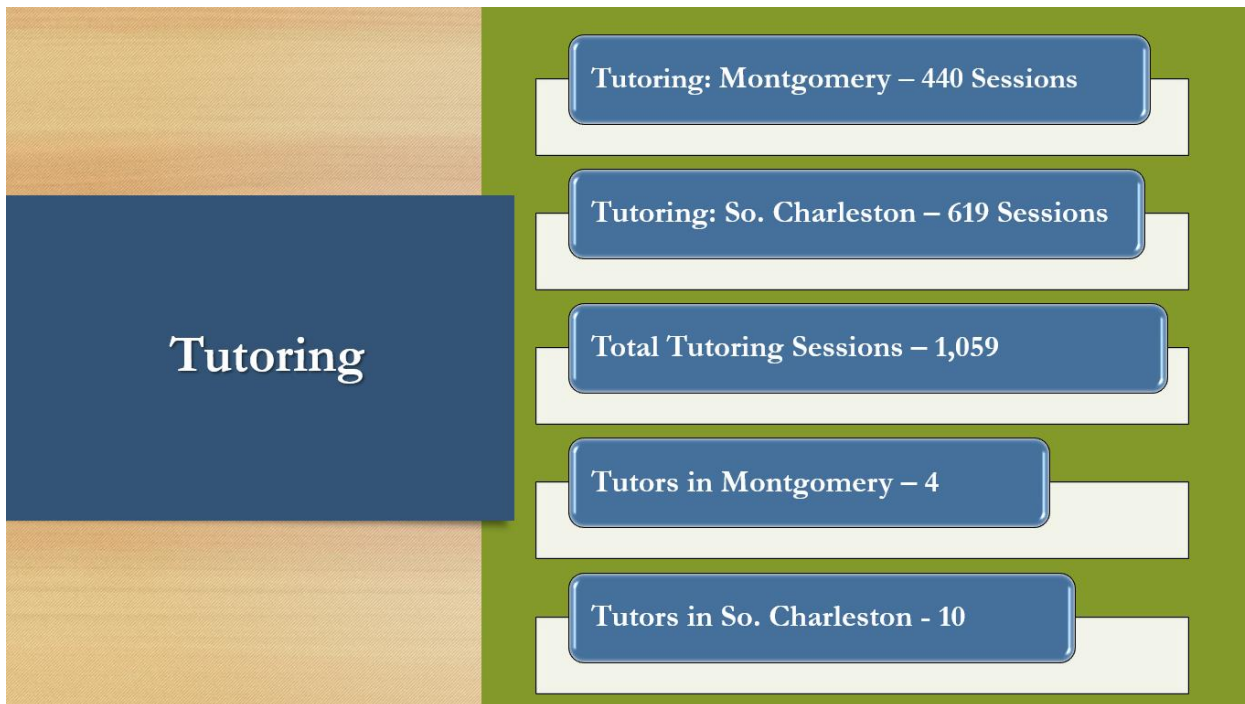 Tutoring
Tutoring: Montgomery – 440 Sessions
Tutoring: So. Charleston – 619 Sessions
Total Tutoring Sessions – 1,059
Tutors in Montgomery – 4
Tutors in So. Charleston - 10